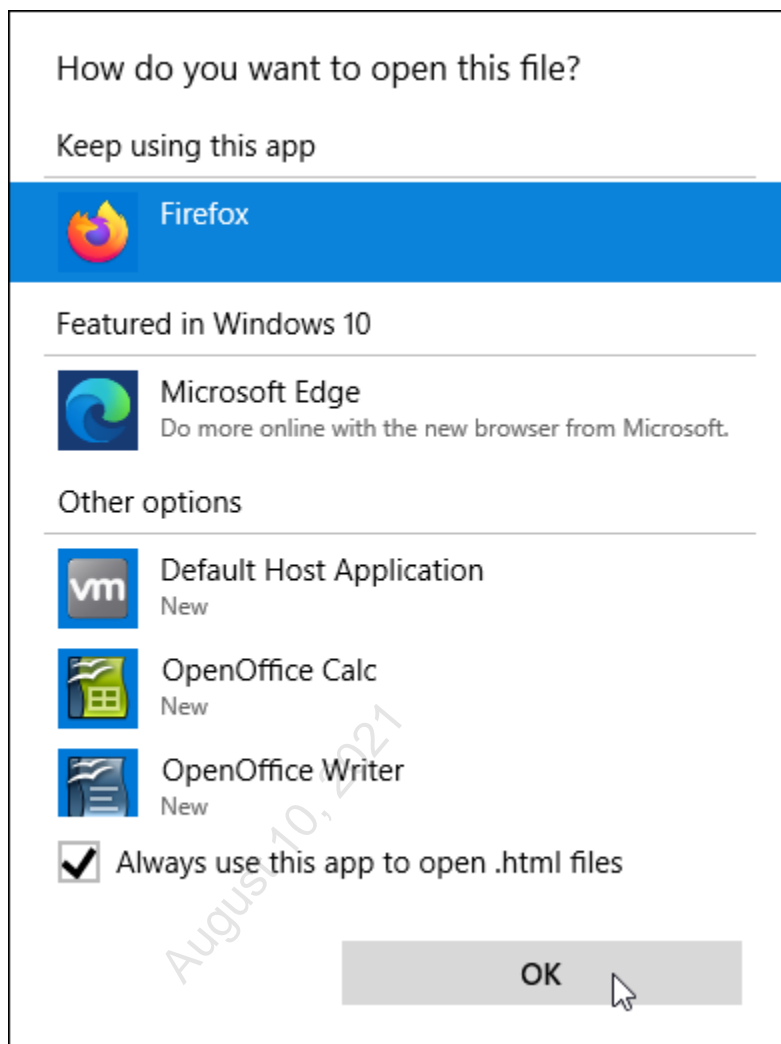 How do you want to open this file?
Keep using this app
Firefox
Featured in Windows 10
Microsoft Edge
Do more online with the new browser from Microsoft.
Other options
vm
Default Host Application
New
OpenOffice Calc
New
OpenOffice Writer
New
Always use this app to open .html files
August 10, 2021
OK